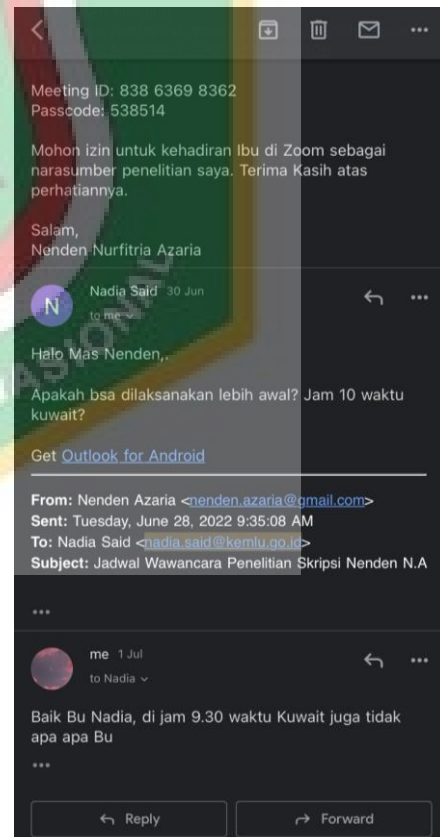 Meeting ID: 838 6369 8362
Passcode: 538514
Mohon izin untuk kehadiran Ibu di Zoom sebagai
narasumber penelitian saya. Terima Kasih atas
perhatiannya.
Salam,
Nenden Nurfitria Azaria
Nadia Said 30 Jun
N
to me
Halo Mas Nenden,.
Apakah bsa dilaksanakan lebih awal? Jam 10 waktu
kuwait?
Get Outlook for Android
From: Nenden Azaria <nenden.azaria@gmail.com>
Sent: Tuesday, June 28, 2022 9:35:08 AM
To: Nadia Said <nadia.said@kemlu.go.id>
Subject: Jadwal Wawancara Penelitian Skripsi Nenden N.A
me 1 Jul
to Nadia
Baik Bu Nadia, di jam 9.30 waktu Kuwait juga tidak
apa apa Bu
Reply
Forward